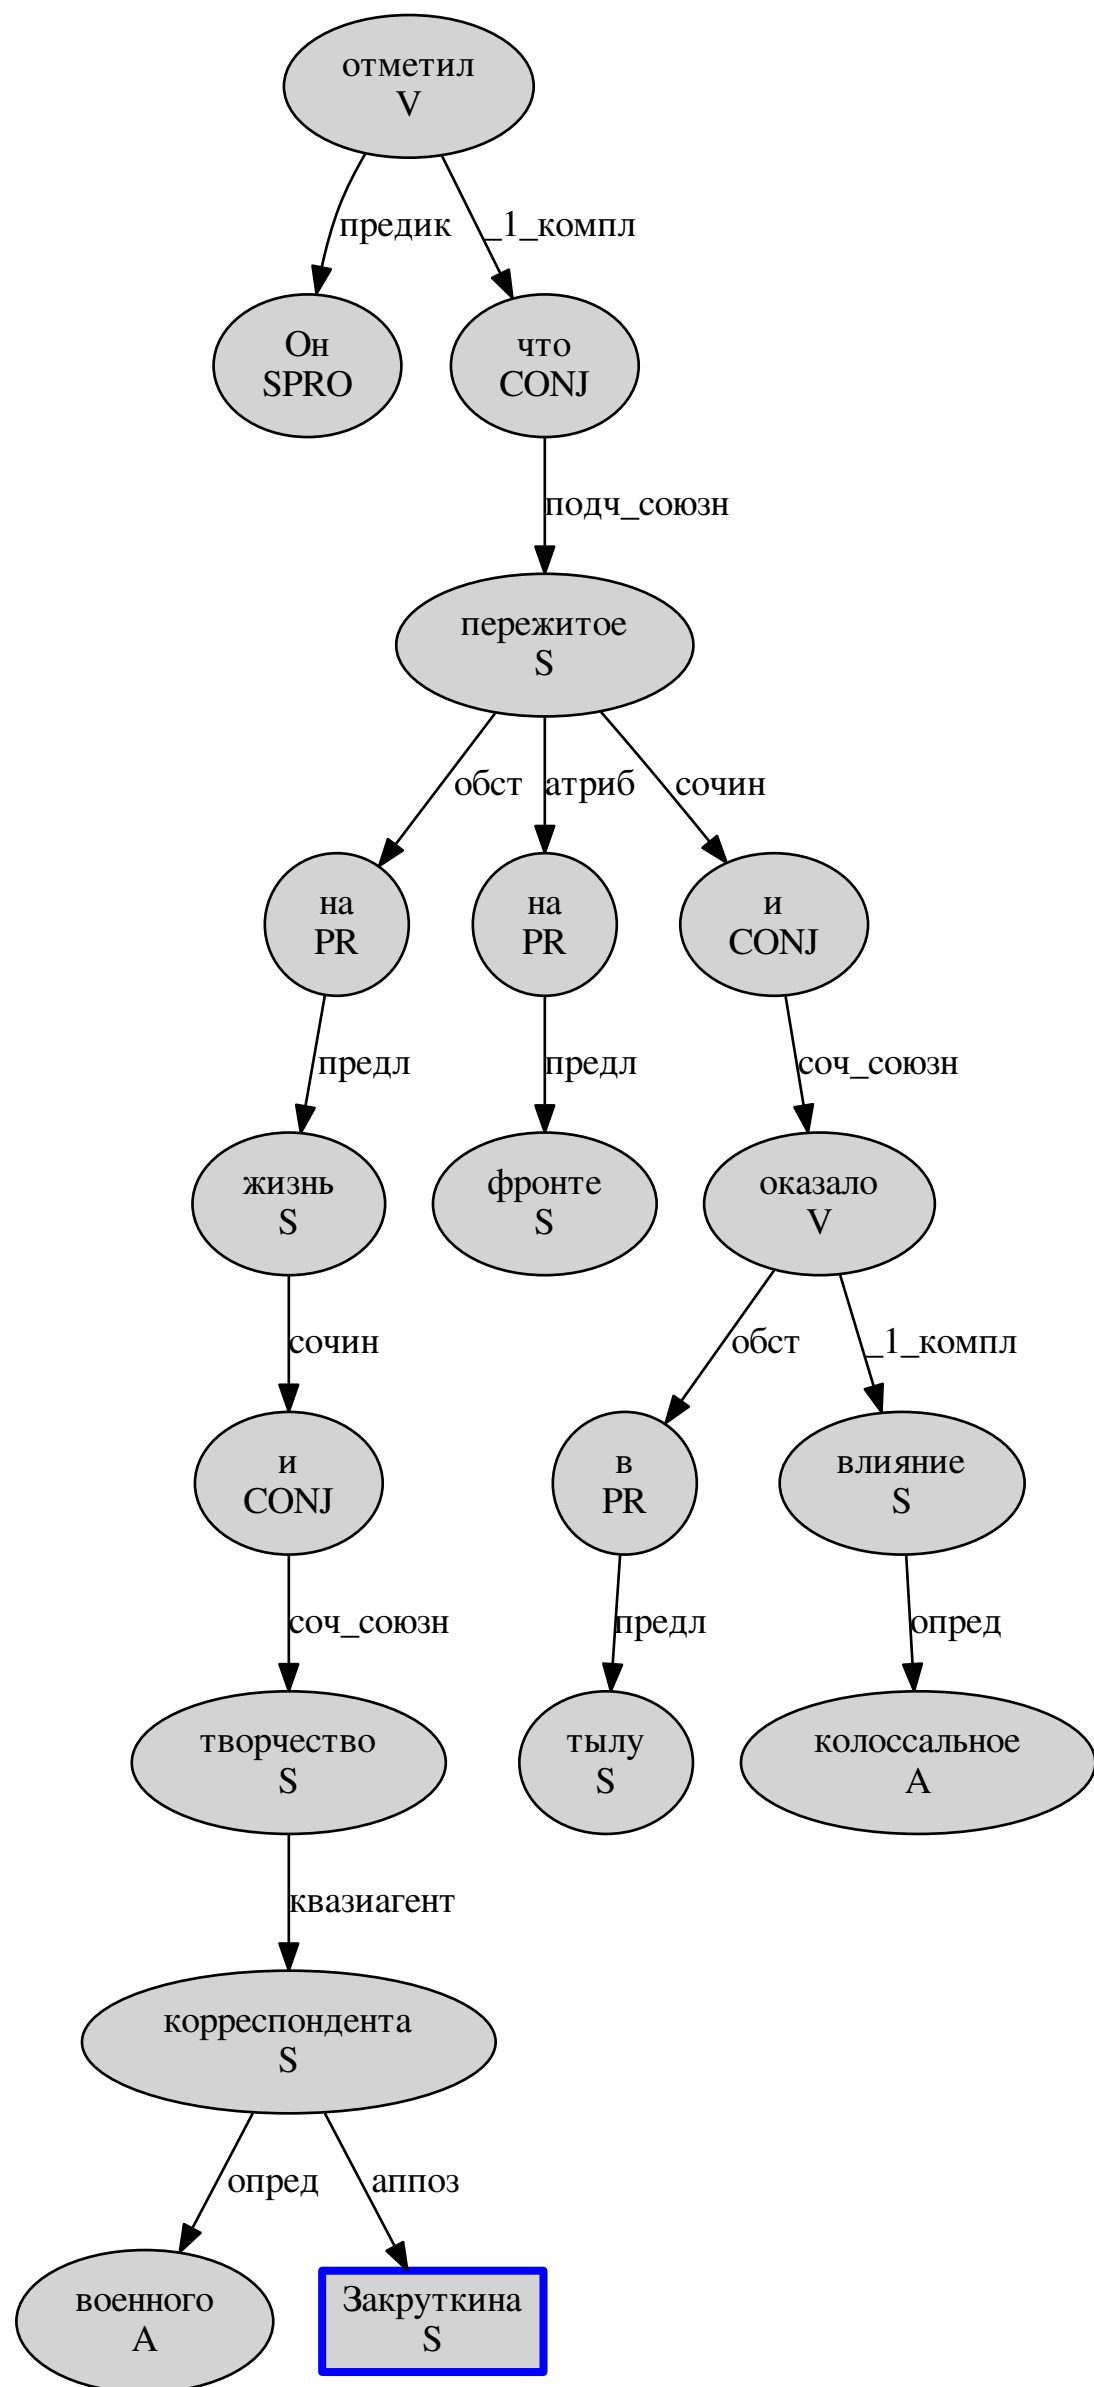 отметил
V
предик
_1_компл
Он
SPRO
что
CONJ
подч_союзн
пережитое
S
обст
атриб
сочин
на
PR
на
PR
и
CONJ
предл
предл
соч_союзн
жизнь
S
фронте
S
оказало
V
сочин
обст
_1_компл
и
CONJ
в
PR
влияние
S
соч_союзн
предл
опред
творчество
S
тылу
S
колоссальное
A
квазиагент
корреспондента
S
опред
аппоз
военного
A
Закруткина
S